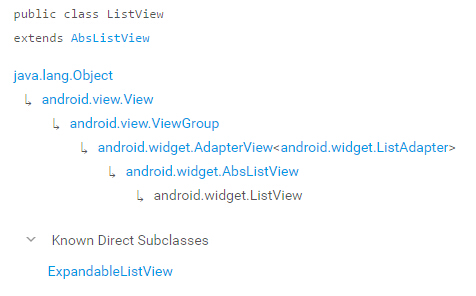 public class ListView
extends AbsListView
java.lang.Object
↳ android.view.View
↳ android.view.ViewGroup
↳ android.widget.AdapterView<android.widget.ListAdapter>
↳ android.widget.AbsListView
↳ android.widget.ListView
Known Direct Subclasses
ExpandableListView